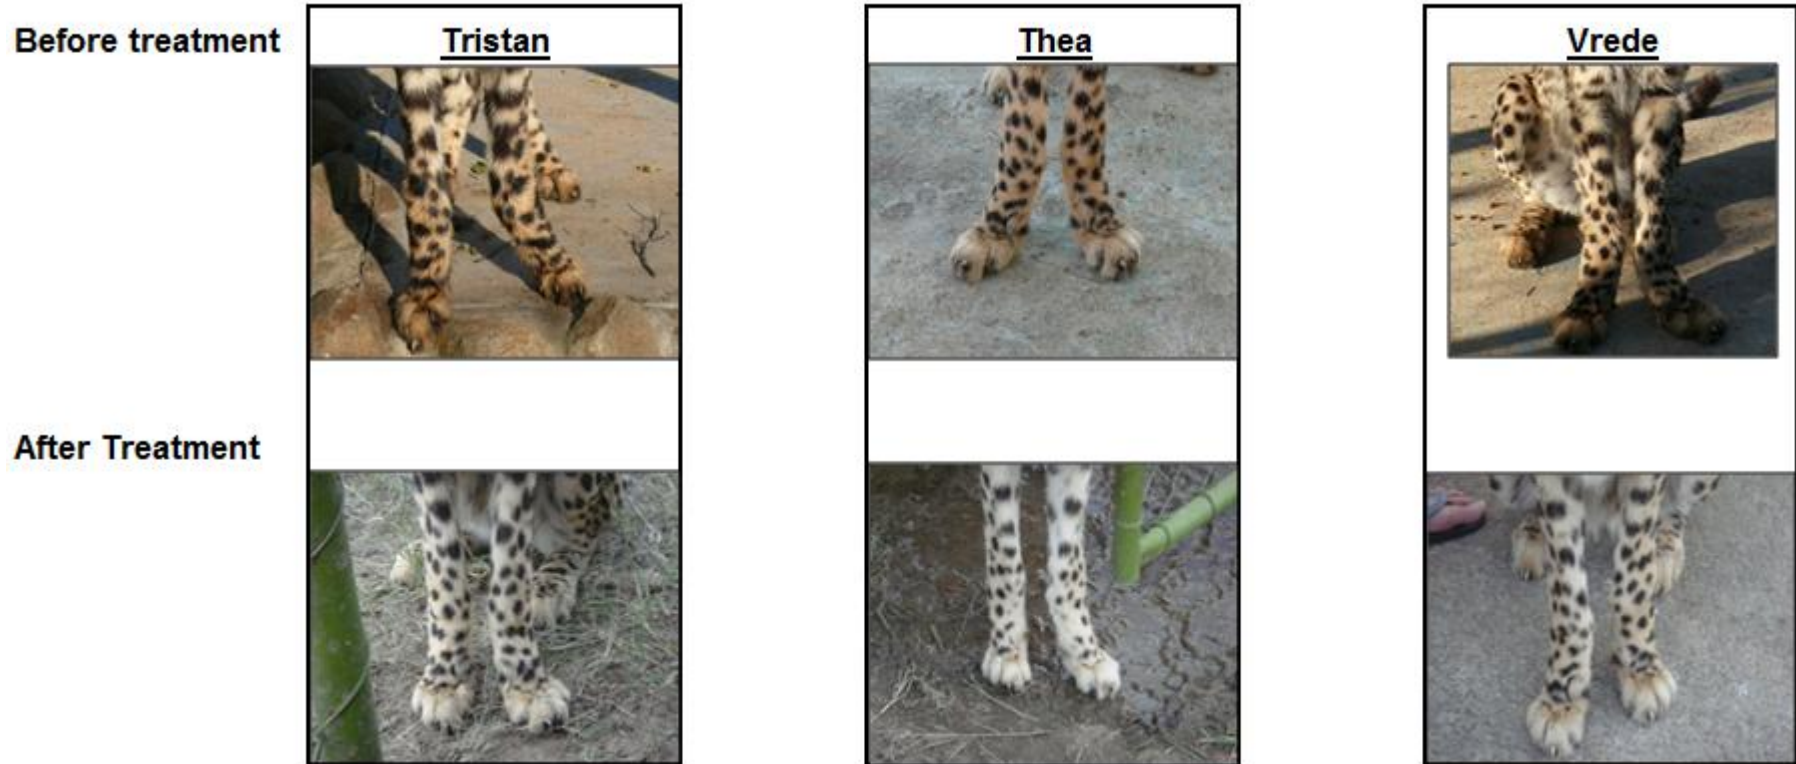 Before treatment
Tristan
Thea
Vrede
After Treatment